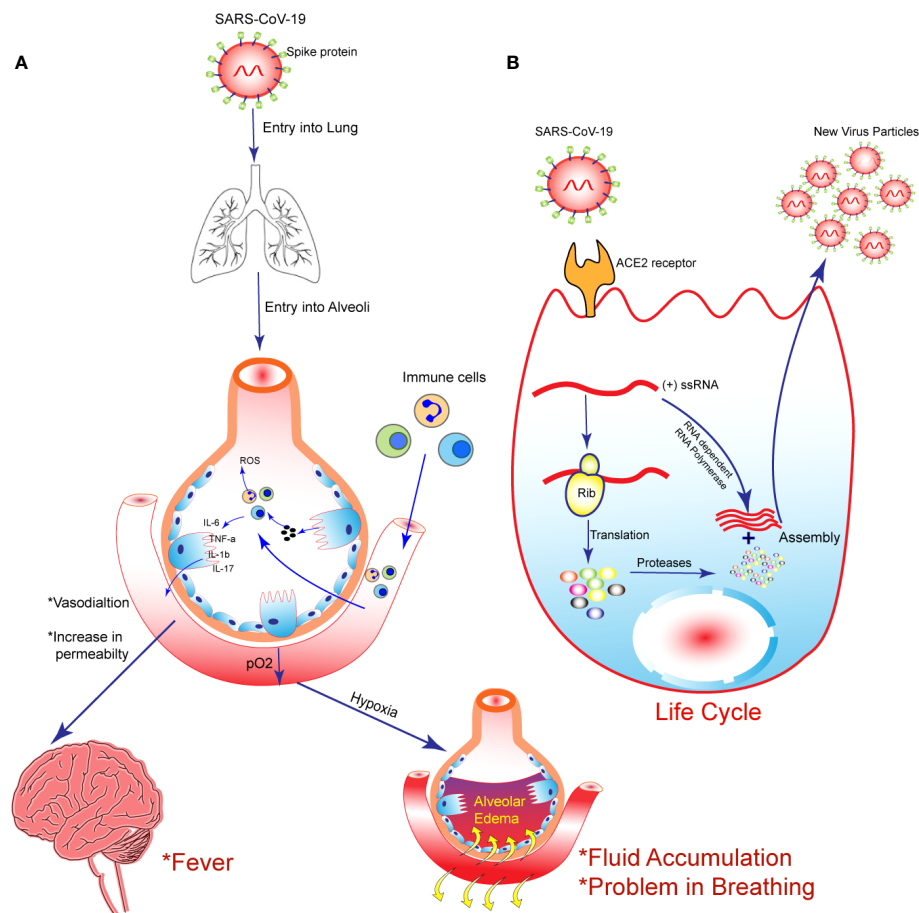 A
SARS-CoV-19
Spike protein
Entry into Lung
Entry into Alveoli
Immune cells
ROS
IL-6
TNF-a
IL-1b
IL-17
*Vasodialtion
*Increase in
permeabilty
pO2
Hypoxia
*Fever
Alveolar
Edema
*Fluid Accumulation
*Problem in Breathing
B
SARS-CoV-19
New Virus Particles
ACE2 receptor
(+) ssRNA
RNA dependent
RNA Polymerase
Rib
Translation
Proteases
+
Assembly
Life Cycle